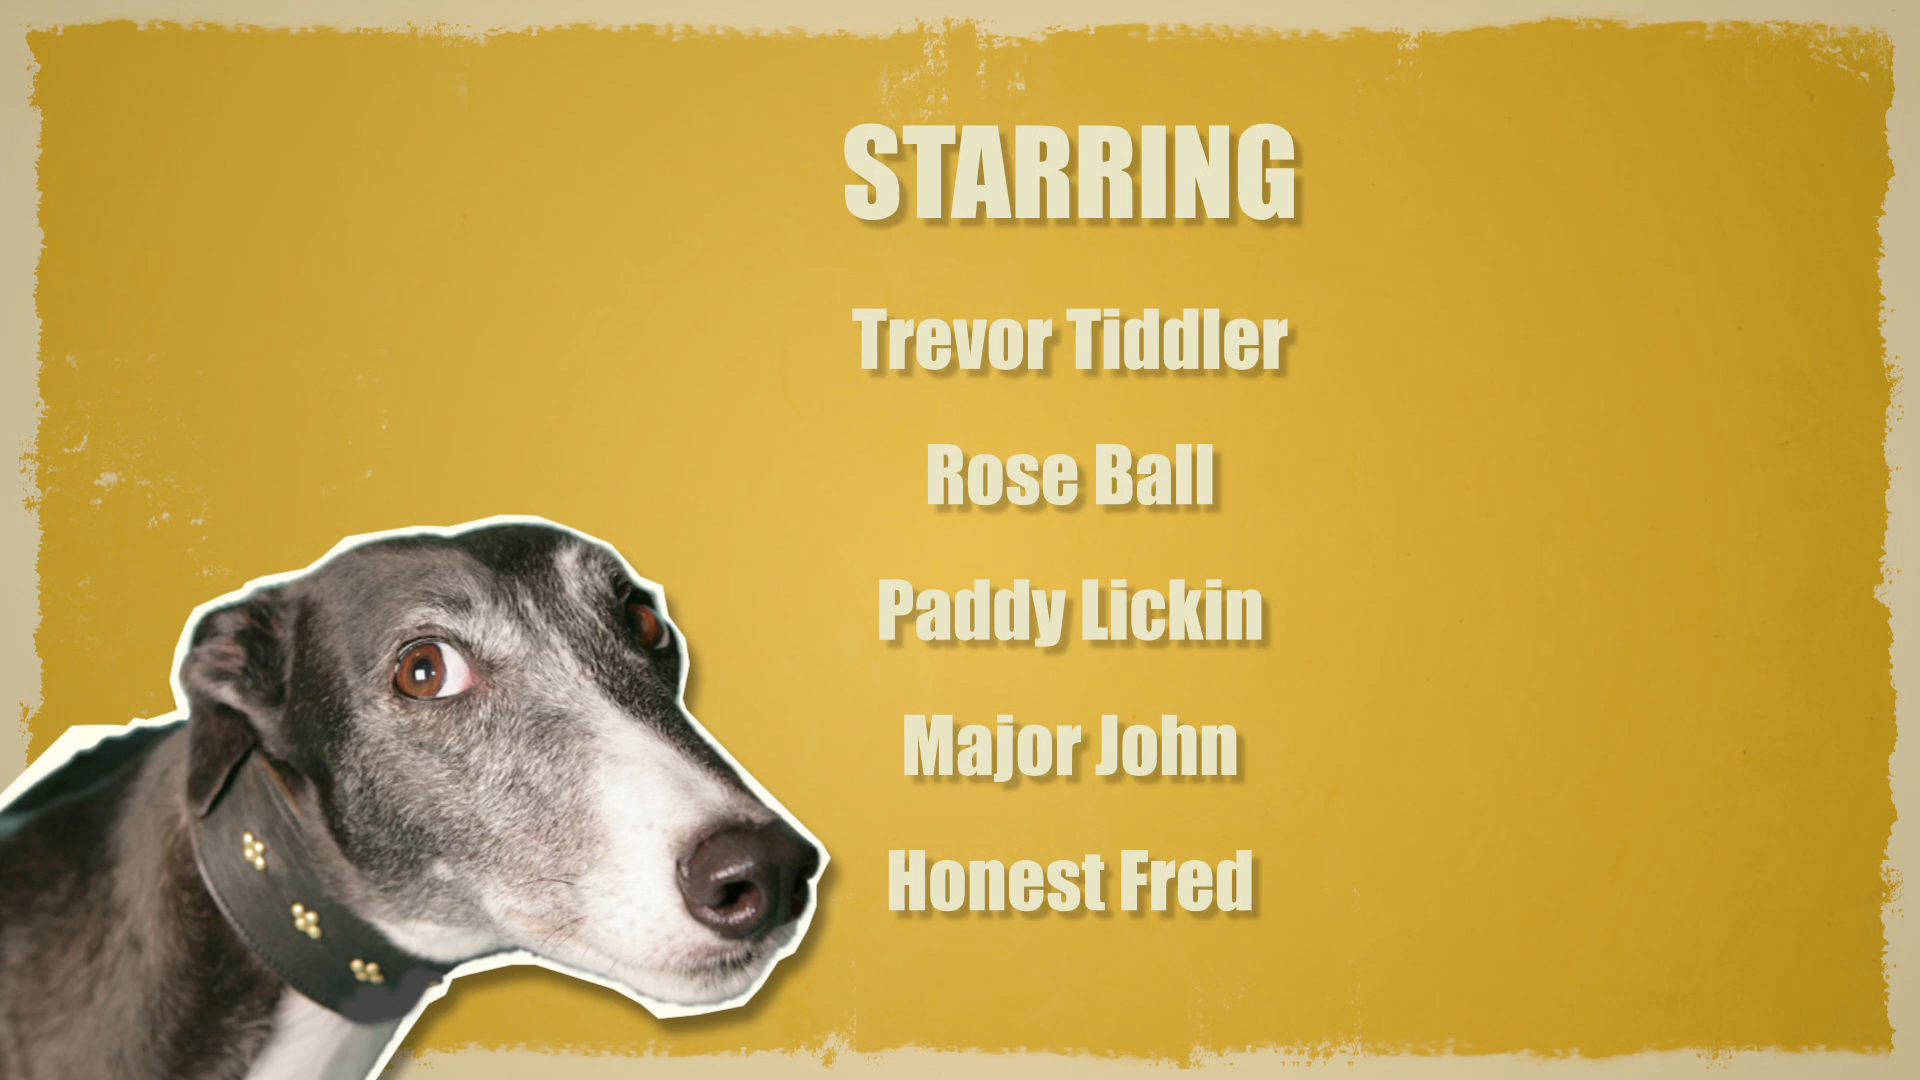 STARRING
Trevor Tiddler
Rose Ball
Paddy Lickin
Major John
Honest Fred